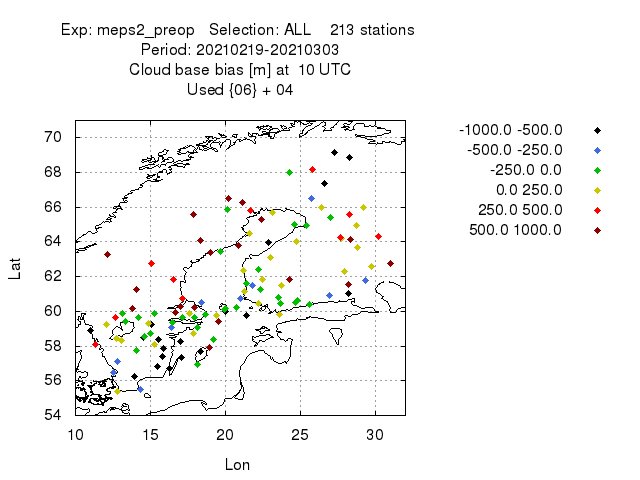 Exp: meps2_preop   Selection: ALL    213 stations
Period: 20210219-20210303
Cloud base bias [m] at  10 UTC
Used {06} + 04
-1000.0 -500.0
-500.0 -250.0
-250.0 0.0
0.0 250.0
250.0 500.0
500.0 1000.0
Lat
70
68
66
64
62
60
58
56
54
10 15 20 25 30
Lon